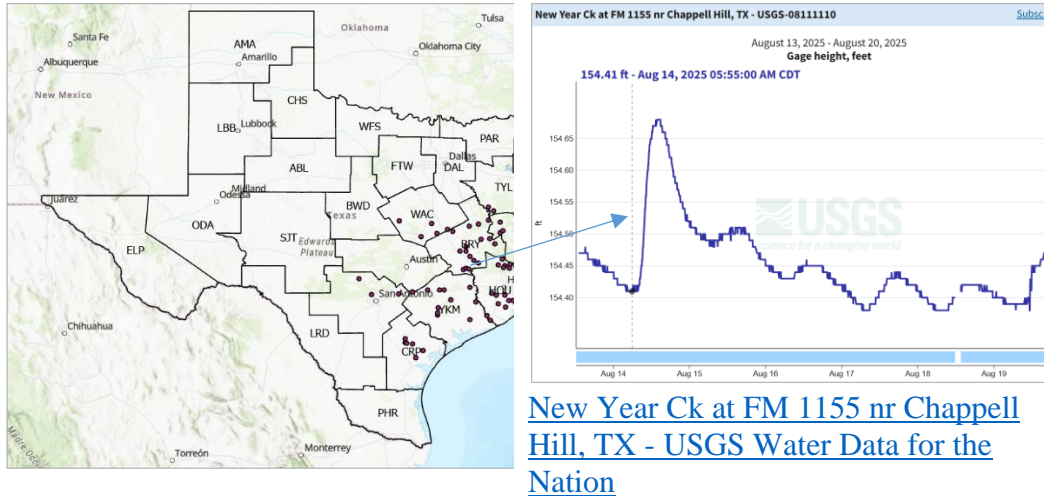 Santa Fe
Albuquerque
New Mexico
Oklahoma
Tulsa
Oklahoma City
AMA
Amarillo
CHS
LBB
Lubbock
WFS
PAR
ABL
FTW
Dallas
DAL
TYL
Juárez
Midland
Odessa
ODA
BWD
Texas
WAC
ELP
SJT
Edwards
Plateau
BRY
Austin
H
HOU
San Antonio
YKM
Chihuahua
LRD
CRP
PHR
Torreón
Monterrey
Madre Occi
New Year Ck at FM 1155 nr Chappell Hill, TX - USGS-08111110
Subsc
August 13, 2025 - August 20, 2025
Gage height, feet
154.41 ft - Aug 14, 2025 05:55:00 AM CDT
154.65
154.60
154.55
154.50
154.45
154.40
ft
USGS
science for a changing world
Aug 14
Aug 15
Aug 16
Aug 17
Aug 18
Aug 19
New Year Ck at FM 1155 nr Chappell
Hill, TX - USGS Water Data for the
Nation